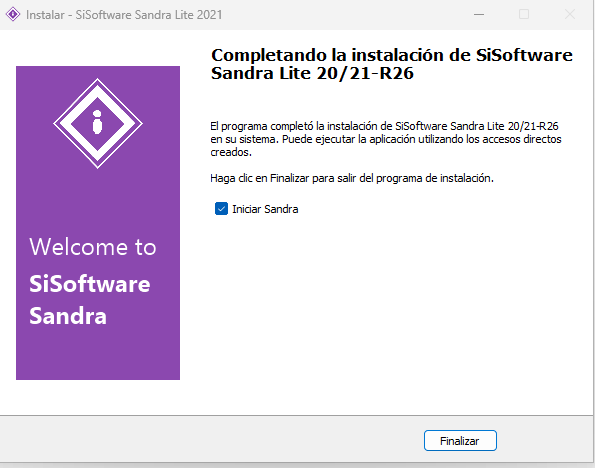 Instalar - SiSoftware Sandra Lite 2021
Completando la instalación de SiSoftware
Sandra Lite 20/21-R26
El programa completó la instalación de SiSoftware Sandra Lite 20/21-R26
en su sistema. Puede ejecutar la aplicación utilizando los accesos directos
creados.
Haga clic en Finalizar para salir del programa de instalación.
Iniciar Sandra
Welcome to
SiSoftware
Sandra
Finalizar